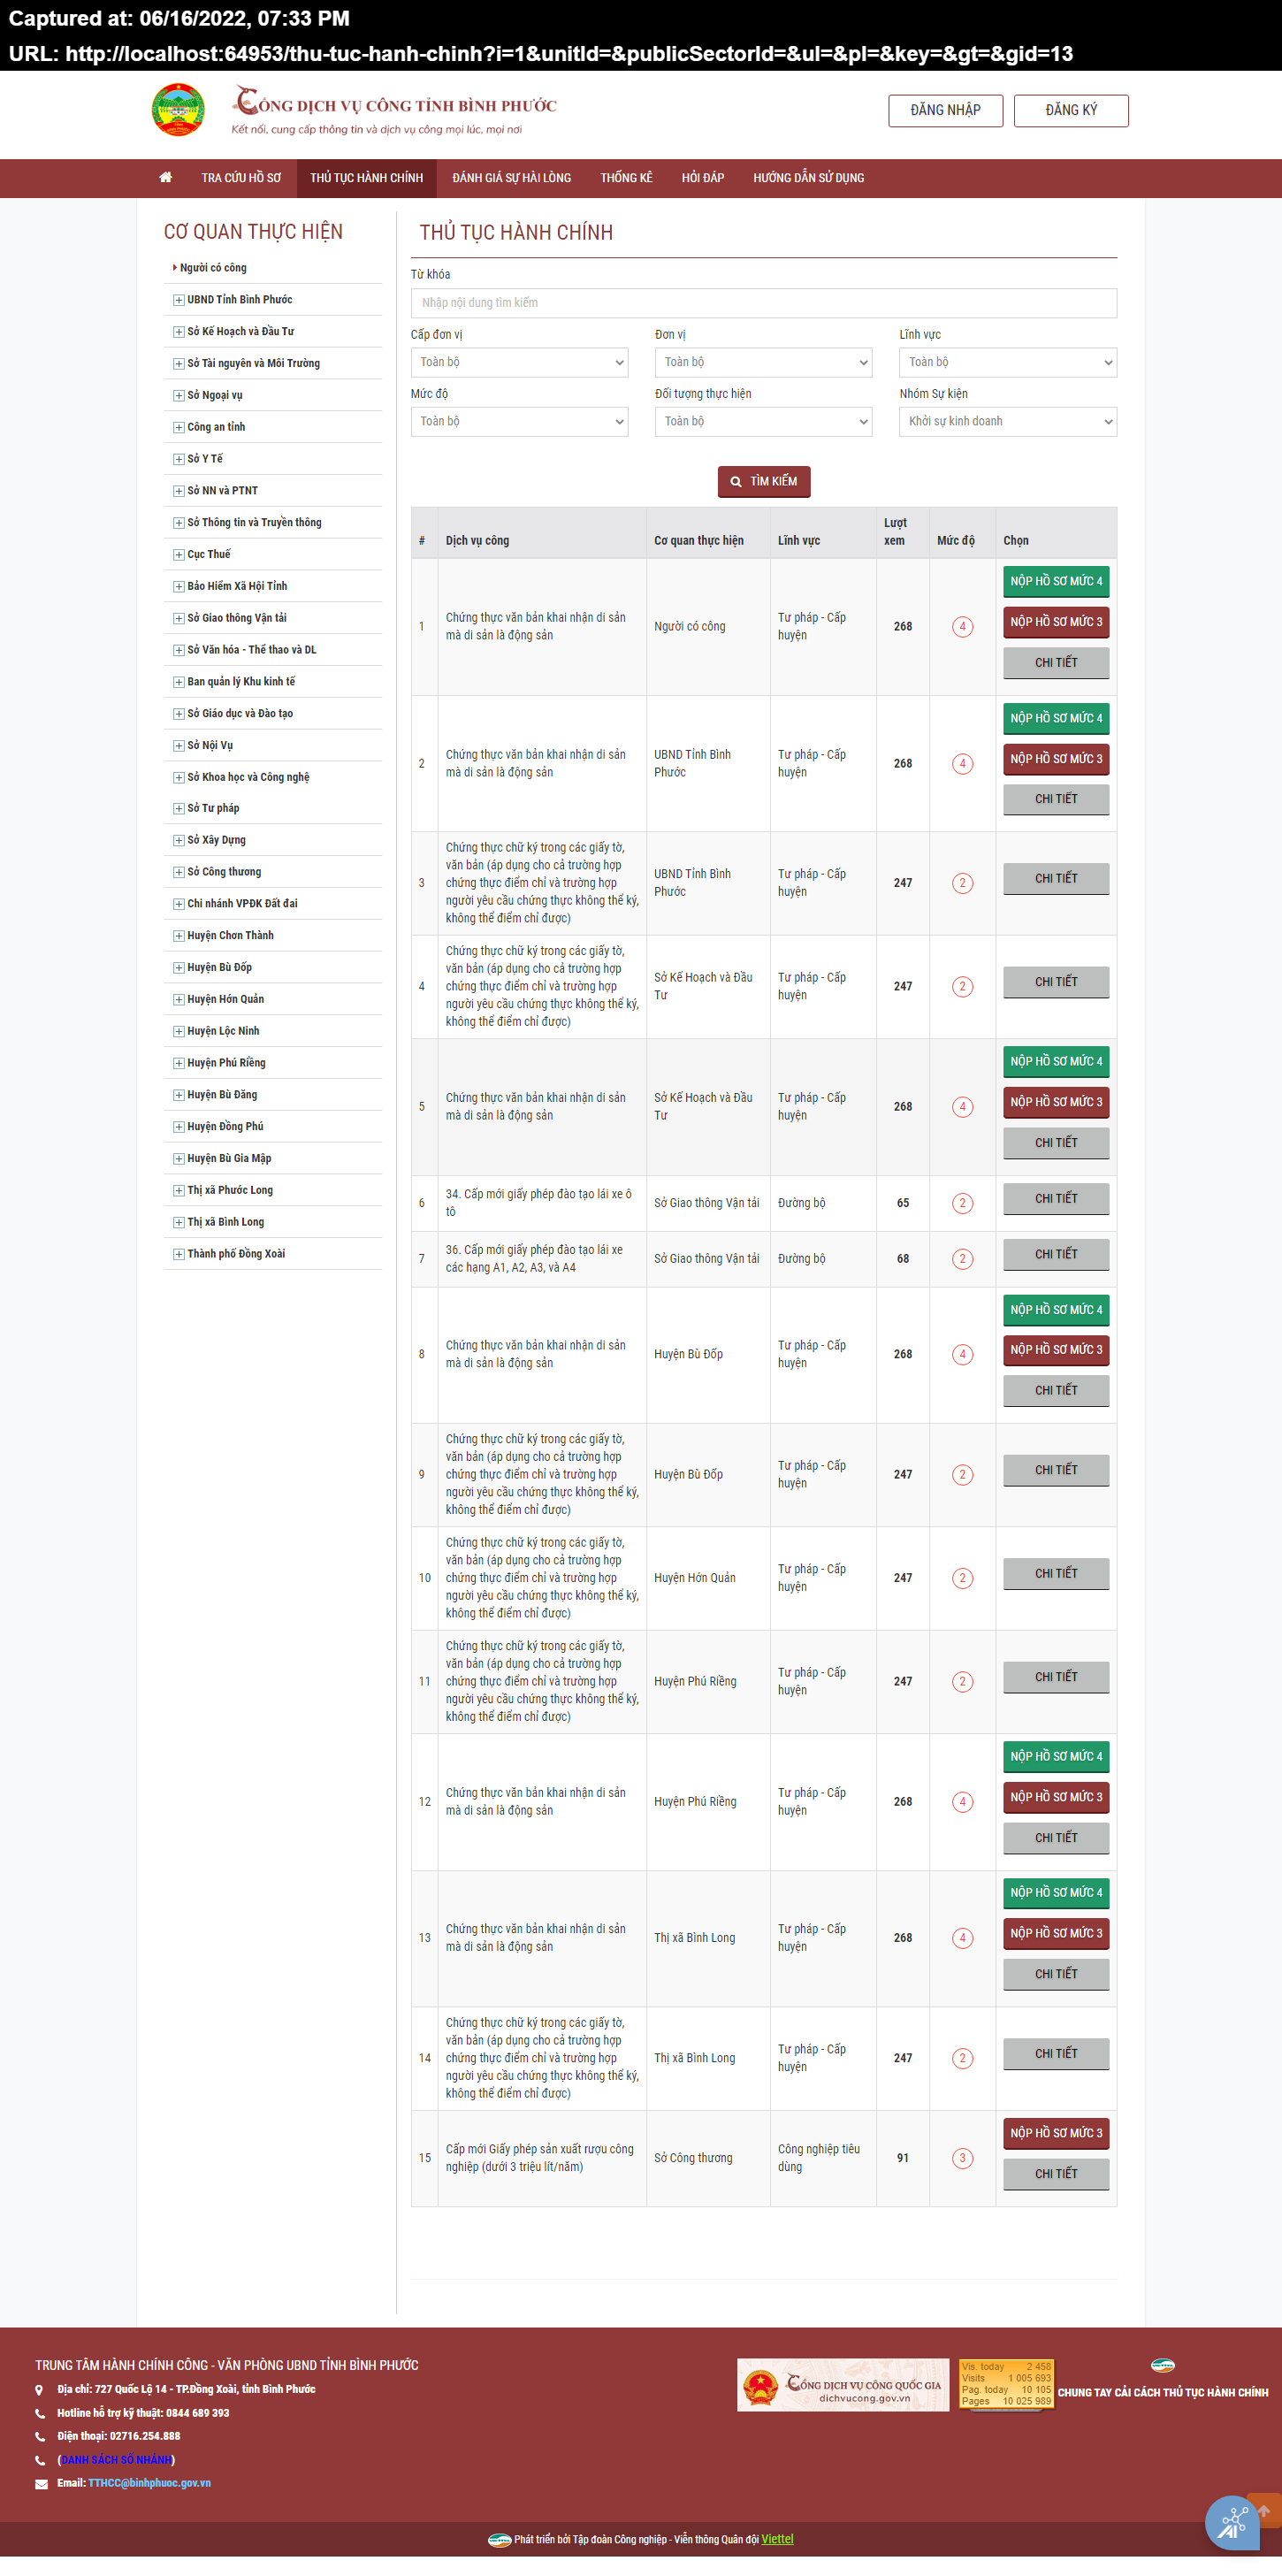 Captured at: 06/16/2022, 07:33 PM
URL: http://localhost:64953/thu-tuc-hanh-chinh?i=1&unitId=&publicSectorId=&ul=&pl=&key=&gt=&gid=13
CỔNG DỊCH VỤ CÔNG TỈNH BÌNH PHƯỚC
Kết nối, cung cấp thông tin và dịch vụ công mọi lúc, mọi nơi
ĐĂNG NHẬP ĐĂNG KÝ
TRA CỨU HỒ SƠ THỦ TỤC HÀNH CHÍNH ĐÁNH GIÁ SỰ HÀI LÒNG THỐNG KÊ HỎI ĐÁP HƯỚNG DẪN SỬ DỤNG
CƠ QUAN THỰC HIỆN
Người có công
UBND Tỉnh Bình Phước
Sở Kế Hoạch và Đầu Tư
Sở Tài nguyên và Môi Trường
Sở Ngoại vụ
Công an tỉnh
Sở Y Tế
Sở NN và PTNT
Sở Thông tin và Truyền thông
Cục Thuế
Bảo Hiểm Xã Hội Tỉnh
Sở Giao thông Vận tải
Sở Văn hóa - Thể thao và DL
Ban quản lý Khu kinh tế
Sở Giáo dục và Đào tạo
Sở Nội Vụ
Sở Khoa học và Công nghệ
Sở Tư pháp
Sở Xây Dựng
Sở Công thương
Chi nhánh VPĐK Đất đai
Huyện Chơn Thành
Huyện Bù Đốp
Huyện Hớn Quản
Huyện Lộc Ninh
Huyện Phú Riềng
Huyện Bù Đăng
Huyện Đồng Phú
Huyện Bù Gia Mập
Thị xã Phước Long
Thị xã Bình Long
Thành phố Đồng Xoài
THỦ TỤC HÀNH CHÍNH
Từ khóa
Nhập nội dung tìm kiếm
Cấp đơn vị Đơn vị Lĩnh vực
Toàn bộ Toàn bộ Toàn bộ
Mức độ Đối tượng thực hiện Nhóm Sự kiện
Toàn bộ Toàn bộ Khởi sự kinh doanh
TÌM KIẾM
# Dịch vụ công Cơ quan thực hiện Lĩnh vực Lượt xem Mức độ Chọn
1 Chứng thực văn bản khai nhận di sản mà di sản là động sản Người có công Tư pháp - Cấp huyện 268 4 NỘP HỒ SƠ MỨC 4 NỘP HỒ SƠ MỨC 3 CHI TIẾT
2 Chứng thực văn bản khai nhận di sản mà di sản là động sản UBND Tỉnh Bình Phước Tư pháp - Cấp huyện 268 4 NỘP HỒ SƠ MỨC 4 NỘP HỒ SƠ MỨC 3 CHI TIẾT
3 Chứng thực chữ ký trong các giấy tờ, văn bản (áp dụng cho cả trường hợp chứng thực điểm chỉ và trường hợp người yêu cầu chứng thực không thể ký, không thể điểm chỉ được) UBND Tỉnh Bình Phước Tư pháp - Cấp huyện 247 2 CHI TIẾT
4 Chứng thực chữ ký trong các giấy tờ, văn bản (áp dụng cho cả trường hợp chứng thực điểm chỉ và trường hợp người yêu cầu chứng thực không thể ký, không thể điểm chỉ được) Sở Kế Hoạch và Đầu Tư Tư pháp - Cấp huyện 247 2 CHI TIẾT
5 Chứng thực văn bản khai nhận di sản mà di sản là động sản Sở Kế Hoạch và Đầu Tư Tư pháp - Cấp huyện 268 4 NỘP HỒ SƠ MỨC 4 NỘP HỒ SƠ MỨC 3 CHI TIẾT
6 34. Cấp mới giấy phép đào tạo lái xe ô tô Sở Giao thông Vận tải Đường bộ 65 2 CHI TIẾT
7 36. Cấp mới giấy phép đào tạo lái xe các hạng A1, A2, A3, và A4 Sở Giao thông Vận tải Đường bộ 68 2 CHI TIẾT
8 Chứng thực văn bản khai nhận di sản mà di sản là động sản Huyện Bù Đốp Tư pháp - Cấp huyện 268 4 NỘP HỒ SƠ MỨC 4 NỘP HỒ SƠ MỨC 3 CHI TIẾT
9 Chứng thực chữ ký trong các giấy tờ, văn bản (áp dụng cho cả trường hợp chứng thực điểm chỉ và trường hợp người yêu cầu chứng thực không thể ký, không thể điểm chỉ được) Huyện Bù Đốp Tư pháp - Cấp huyện 247 2 CHI TIẾT
10 Chứng thực chữ ký trong các giấy tờ, văn bản (áp dụng cho cả trường hợp chứng thực điểm chỉ và trường hợp người yêu cầu chứng thực không thể ký, không thể điểm chỉ được) Huyện Hớn Quản Tư pháp - Cấp huyện 247 2 CHI TIẾT
11 Chứng thực chữ ký trong các giấy tờ, văn bản (áp dụng cho cả trường hợp chứng thực điểm chỉ và trường hợp người yêu cầu chứng thực không thể ký, không thể điểm chỉ được) Huyện Phú Riềng Tư pháp - Cấp huyện 247 2 CHI TIẾT
12 Chứng thực văn bản khai nhận di sản mà di sản là động sản Huyện Phú Riềng Tư pháp - Cấp huyện 268 4 NỘP HỒ SƠ MỨC 4 NỘP HỒ SƠ MỨC 3 CHI TIẾT
13 Chứng thực văn bản khai nhận di sản mà di sản là động sản Thị xã Bình Long Tư pháp - Cấp huyện 268 4 NỘP HỒ SƠ MỨC 4 NỘP HỒ SƠ MỨC 3 CHI TIẾT
14 Chứng thực chữ ký trong các giấy tờ, văn bản (áp dụng cho cả trường hợp chứng thực điểm chỉ và trường hợp người yêu cầu chứng thực không thể ký, không thể điểm chỉ được) Thị xã Bình Long Tư pháp - Cấp huyện 247 2 CHI TIẾT
15 Cấp mới Giấy phép sản xuất rượu công nghiệp (dưới 3 triệu lít/năm) Sở Công thương Công nghiệp tiêu dùng 91 3 NỘP HỒ SƠ MỨC 3 CHI TIẾT
TRUNG TÂM HÀNH CHÍNH CÔNG - VĂN PHÒNG UBND TỈNH BÌNH PHƯỚC
Địa chỉ: 727 Quốc Lộ 14 - TP.Đồng Xoài, tỉnh Bình Phước
Hotline hỗ trợ kỹ thuật: 0844 689 393
Điện thoại: 02716.254.888
(DANH SÁCH SỐ NHÁNH)
Email: TTHCC@binhphuoc.gov.vn
CỔNG DỊCH VỤ CÔNG QUỐC GIA
dichvucong.gov.vn
Vis. today 2 458
Visits 1 005 693
Pag. today 10 105
Pages 10 025 989
CHUNG TAY CẢI CÁCH THỦ TỤC HÀNH CHÍNH
AI
Phát triển bởi Tập đoàn Công nghiệp - Viễn thông Quân đội Viettel